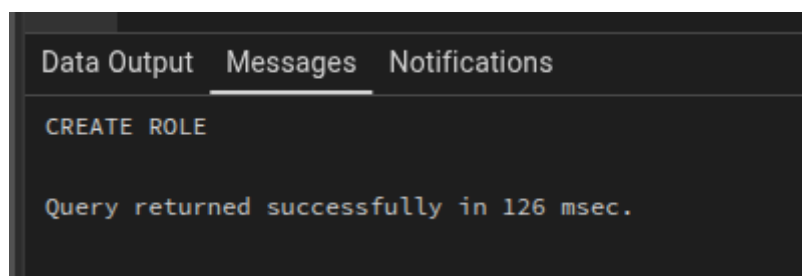 Data Output Messages Notifications
CREATE ROLE
Query returned successfully in 126 msec.